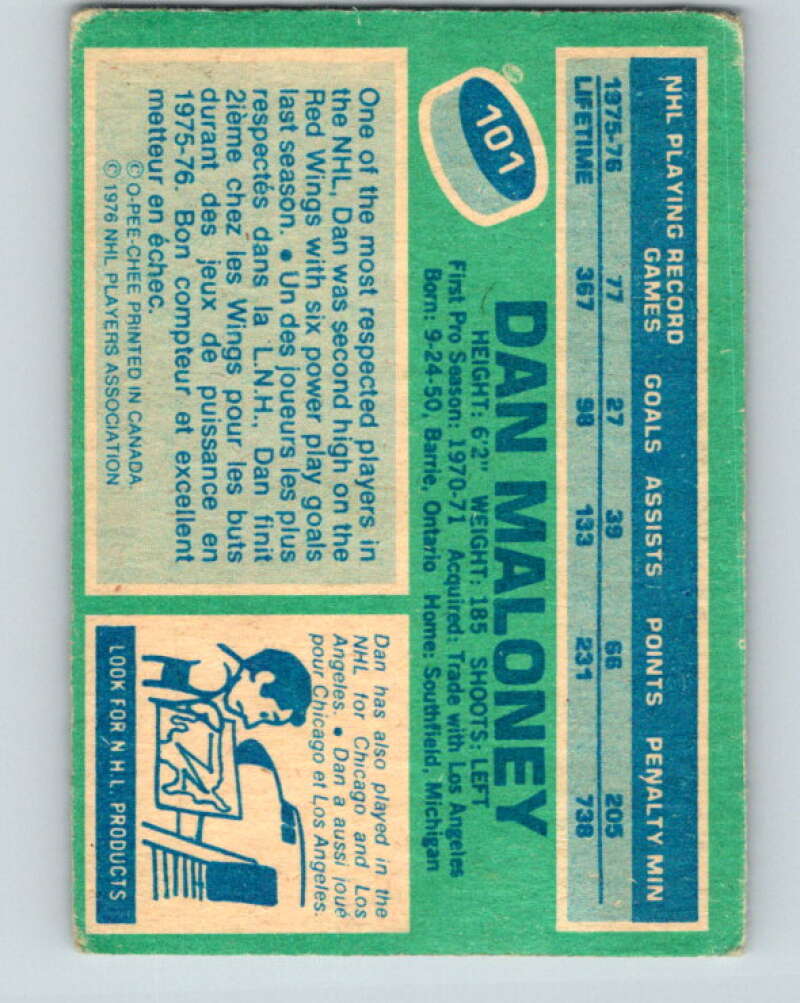 NHL PLAYING RECORD
GAMES GOALS ASSISTS POINTS PENALTY MIN
1975-76 77 27 39 66 205
LIFETIME 367 98 133 231 738
101
DAN MALONEY
HEIGHT: 6'2" WEIGHT: 185 SHOOTS: LEFT
First Pro Season: 1970-71 Acquired: Trade with Los Angeles
Born: 9-24-50, Barrie, Ontario Home: Southfield, Michigan
One of the most respected players in
the NHL, Dan was second high on the
Red Wings with six power play goals
last season. • Un des joueurs les plus
respectés dans la L.N.H., Dan finit
2ième chez les Wings pour les buts
durant des jeux de puissance en
1975-76. Bon compteur et excellent
metteur en échec.
© O-PEE-CHEE PRINTED IN CANADA.
© 1976 NHL PLAYERS ASSOCIATION
Dan has also played in the
NHL for Chicago and Los
Angeles. • Dan a aussi joué
pour Chicago et Los Angeles.
LOOK FOR N.H.L. PRODUCTS